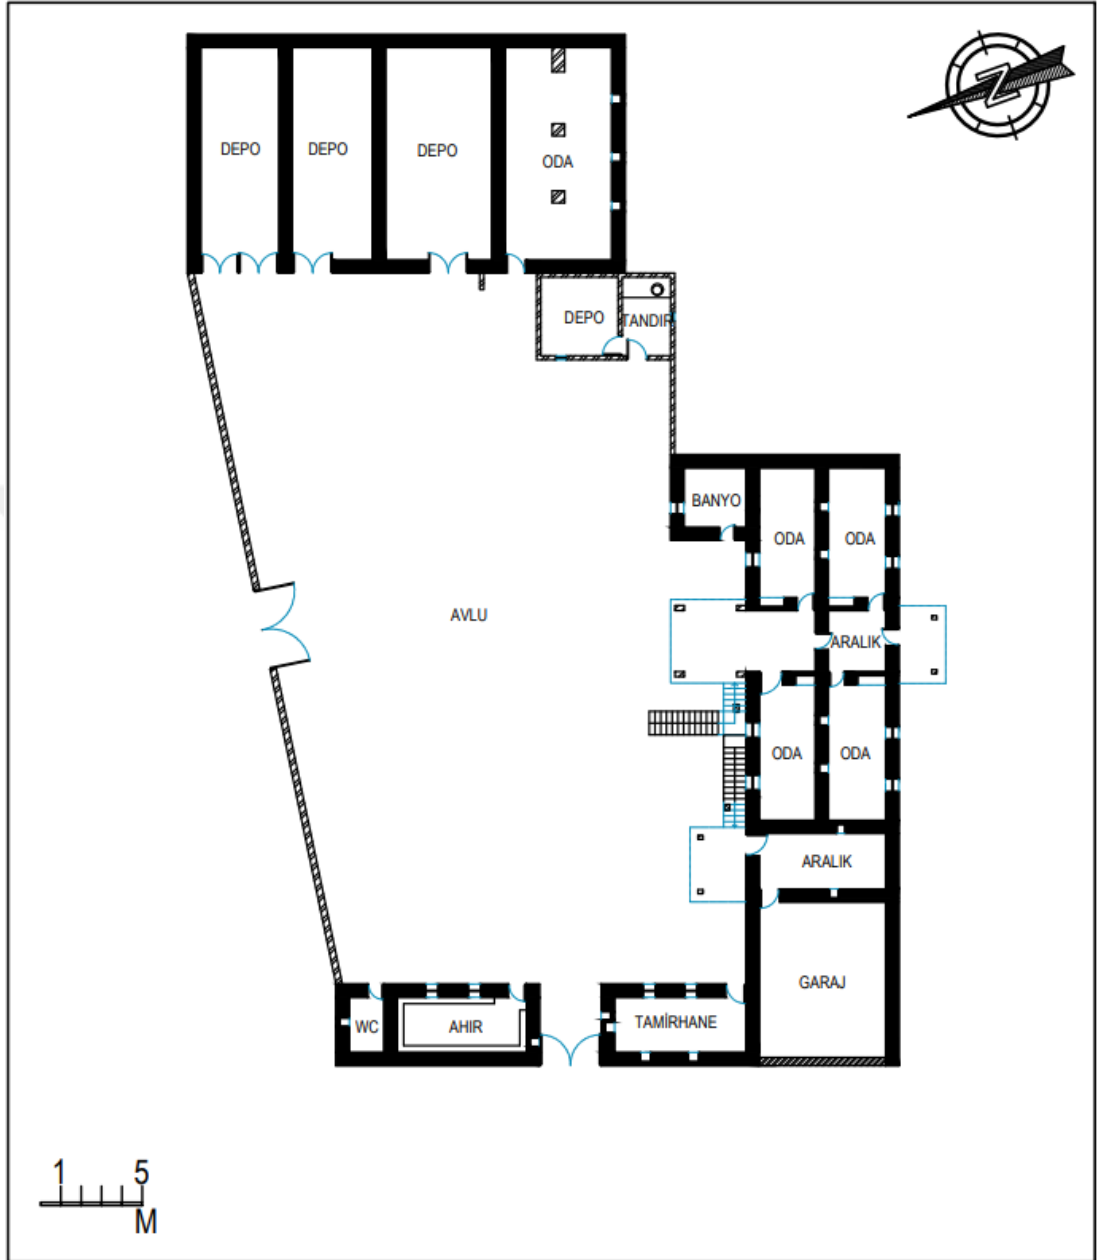 DEPO
DEPO
DEPO
ODA
Z
DEPO
TANDIR
BANYO
ODA
ODA
AVLU
ARALIK
ODA
ODA
ARALIK
GARAJ
WC
AHIR
TAMİRHANE
1 5
M